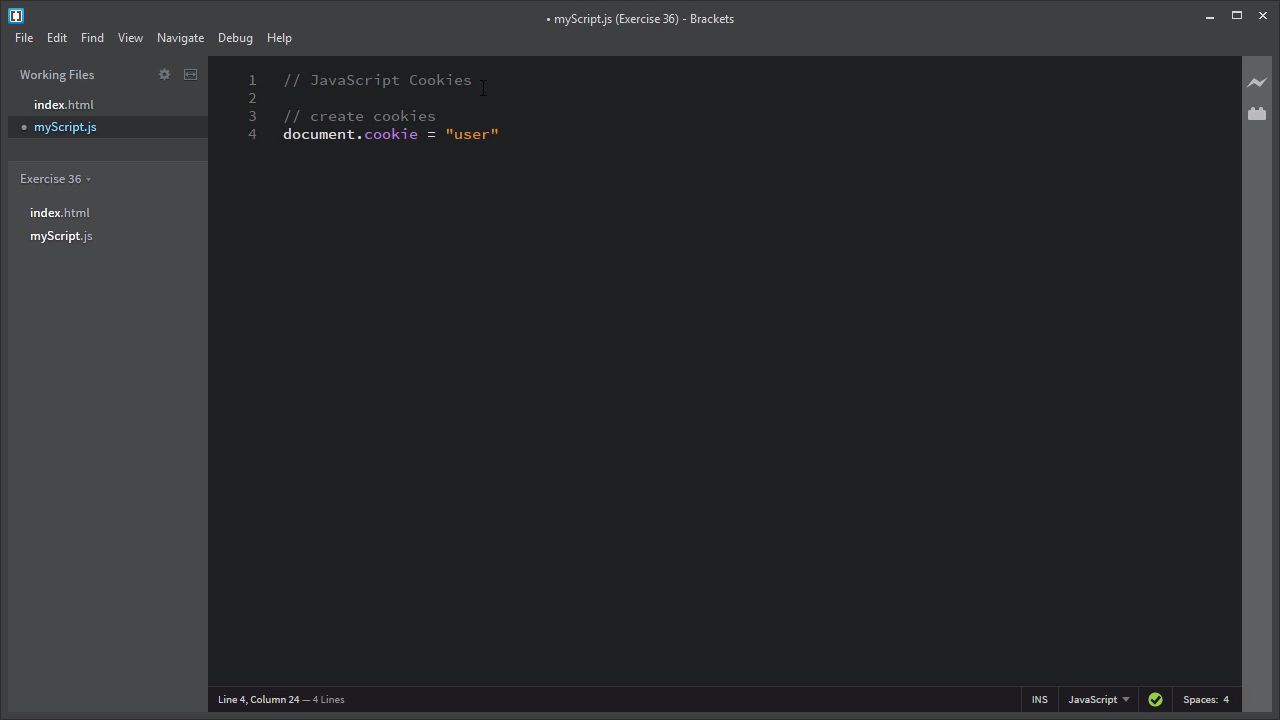 • myScript.js (Exercise 36) - Brackets
File Edit Find View Navigate Debug Help
Working Files
index.html
• myScript.js
Exercise 36
index.html
myScript.js
1 // JavaScript Cookies
2
3 // create cookies
4 document.cookie = "user"
Line 4, Column 24 — 4 Lines
INS JavaScript Spaces: 4